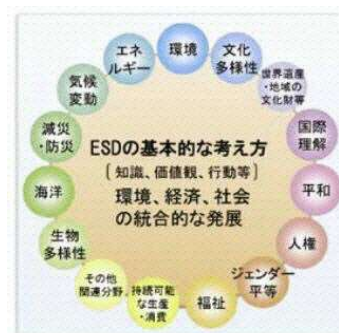 環境
文化
多様性
世界遺産
・地域の
文化財等
国際
理解
平和
人権
ジェンダー
平等
福祉
持続可能
な生産
・消費
その他
関連分野
生物
多様性
海洋
減災
・防災
気候
変動
エネ
ルギー
ESDの基本的な考え方
[知識、価値観、行動等]
環境、経済、社会
の統合的な発展